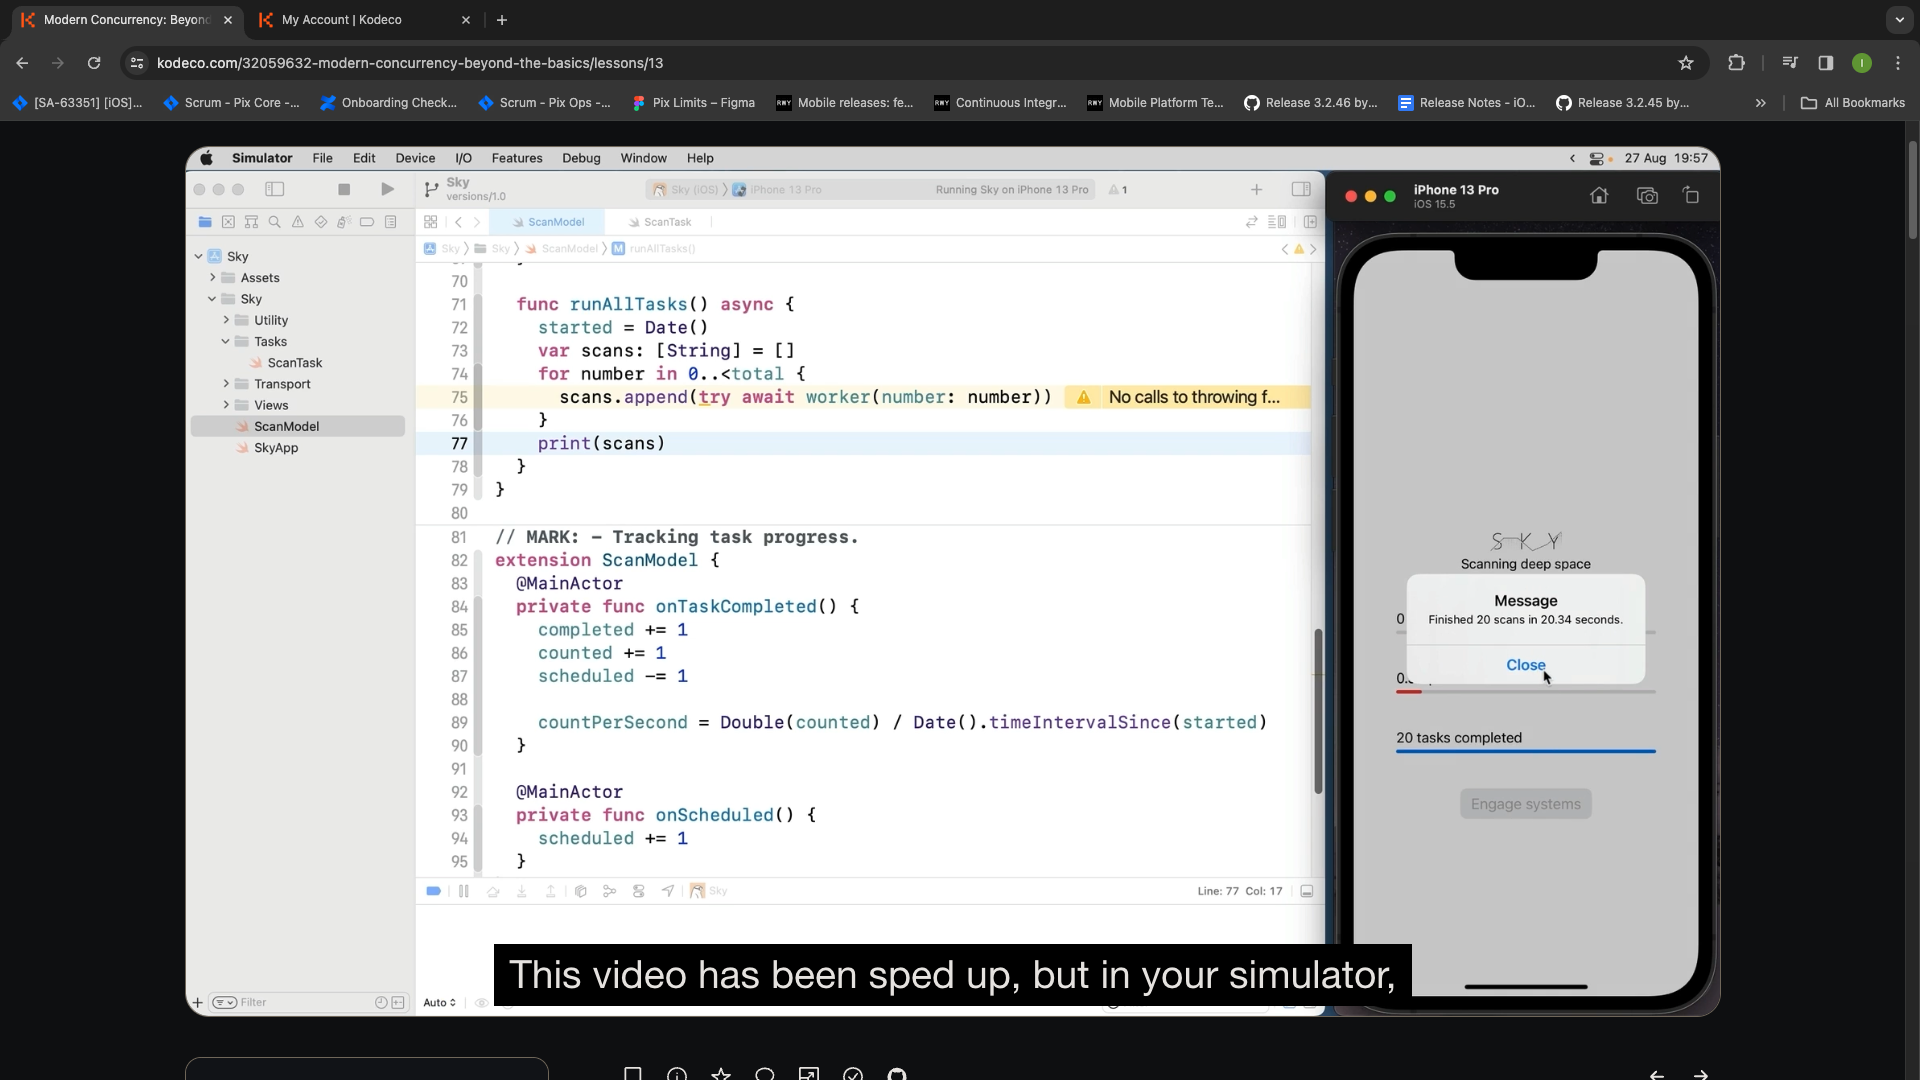 Modern Concurrency: Beyon
My Account | Kodeco
kodeco.com/32059632-modern-concurrency-beyond-the-basics/lessons/13
[SA-63351] [iOS]...
Scrum - Pix Core -...
Onboarding Check...
Scrum - Pix Ops -...
Pix Limits – Figma
Mobile releases: fe...
Continuous Integr...
Mobile Platform Te...
Release 3.2.46 by...
Release Notes - iO...
Release 3.2.45 by...
All Bookmarks
Simulator File Edit Device I/O Features Debug Window Help
27 Aug 19:57
Sky
versions/1.0
Sky (iOS) iPhone 13 Pro
Running Sky on iPhone 13 Pro
1
iPhone 13 Pro
iOS 15.5
ScanModel
ScanTask
Sky Sky ScanModel M runAllTasks()
Sky
Assets
Sky
Utility
Tasks
ScanTask
Transport
Views
ScanModel
SkyApp
70
71 func runAllTasks() async {
72 started = Date()
73 var scans: [String] = []
74 for number in 0..<total {
75 scans.append(try await worker(number: number)) No calls to throwing f...
76 }
77 print(scans)
78 }
79 }
80
81 // MARK: - Tracking task progress.
82 extension ScanModel {
83 @MainActor
84 private func onTaskCompleted() {
85 completed += 1
86 counted += 1
87 scheduled -= 1
88
89 countPerSecond = Double(counted) / Date().timeIntervalSince(started)
90 }
91
92 @MainActor
93 private func onScheduled() {
94 scheduled += 1
95 }
SKY
Scanning deep space
Message
Finished 20 scans in 20.34 seconds.
Close
0
0.
20 tasks completed
Engage systems
Sky
Line: 77 Col: 17
This video has been sped up, but in your simulator,
Filter
Auto